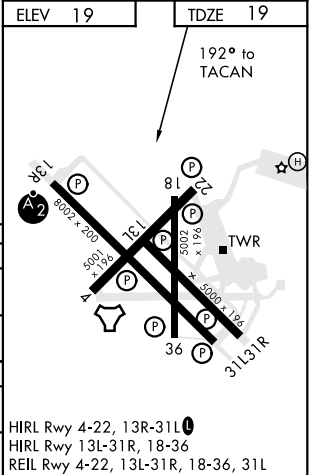 ELEV 19
TDZE 19
192° to
TACAN
13R
P
A2
8002 x 200
13L
18
22
P
H
5001
x 196
5002
x 196
P
P
TWR
4
P
5000 x 196
P
P
36
P
31L31R
HIRL Rwy 4-22, 13R-31L L
HIRL Rwy 13L-31R, 18-36
REIL Rwy 4-22, 13L-31R, 18-36, 31L